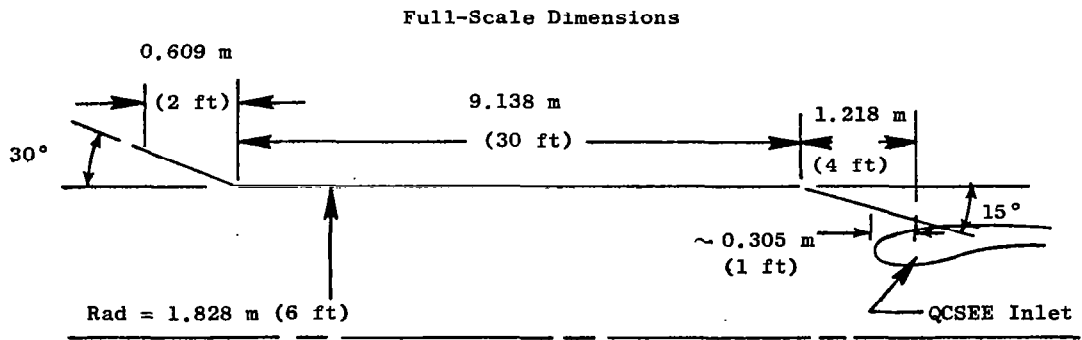 Full-Scale Dimensions
0.609 m
(2 ft)
9.138 m
(30 ft)
1.218 m
(4 ft)
30°
15°
~ 0.305 m
(1 ft)
Rad = 1.828 m (6 ft)
QCSEE Inlet